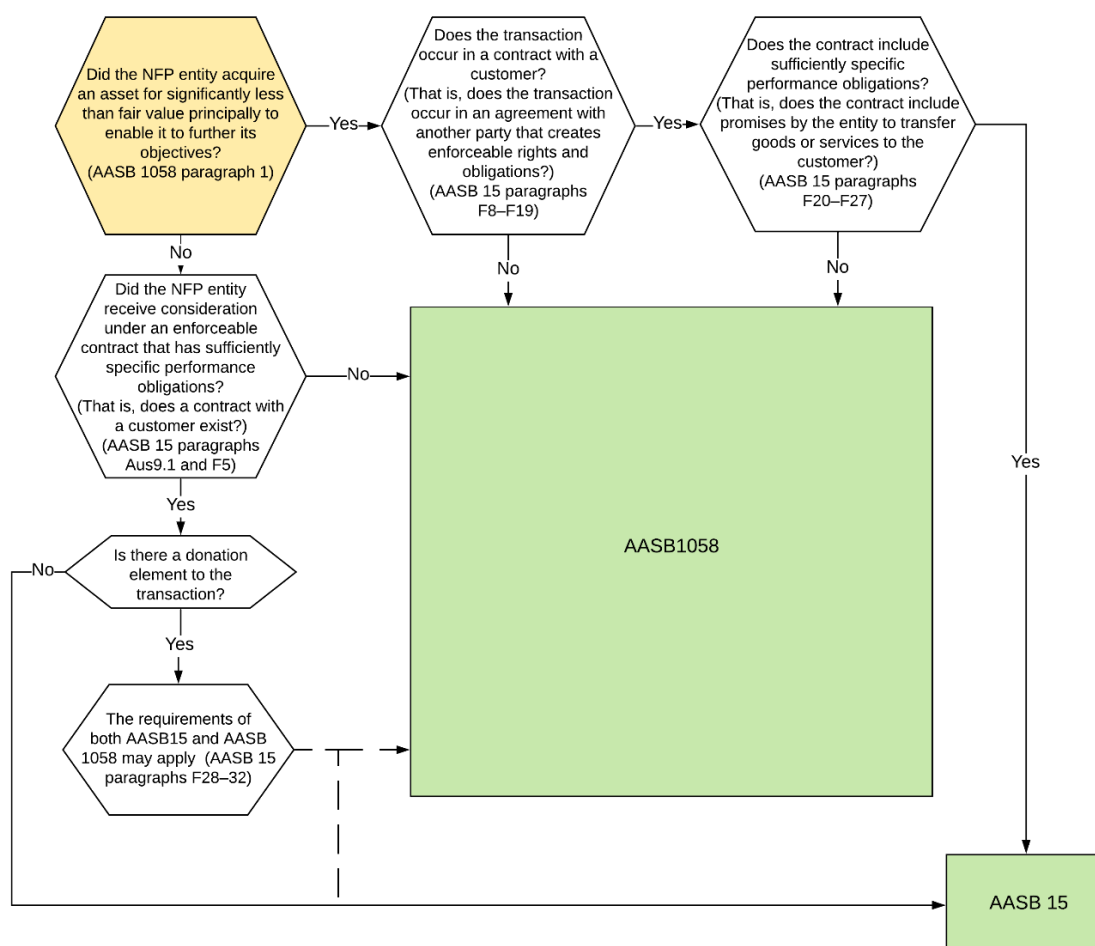 Did the NFP entity acquire
an asset for significantly less
than fair value principally to
enable it to further its
objectives?
(AASB 1058 paragraph 1)
Yes
Does the transaction
occur in a contract with a
customer?
(That is, does the transaction
occur in an agreement with
another party that creates
enforceable rights and
obligations?)
(AASB 15 paragraphs
F8–F19)
Yes
Does the contract include
sufficiently specific
performance obligations?
(That is, does the contract include
promises by the entity to transfer
goods or services to the
customer?)
(AASB 15 paragraphs
F20–F27)
No
No
No
Did the NFP entity
receive consideration
under an enforceable
contract that has sufficiently
specific performance
obligations?
(That is, does a contract with
a customer exist?)
(AASB 15 paragraphs
Aus9.1 and F5)
No
Yes
Yes
AASB1058
Is there a donation
element to the
transaction?
No
Yes
The requirements of
both AASB15 and AASB
1058 may apply (AASB 15
paragraphs F28–32)
AASB 15